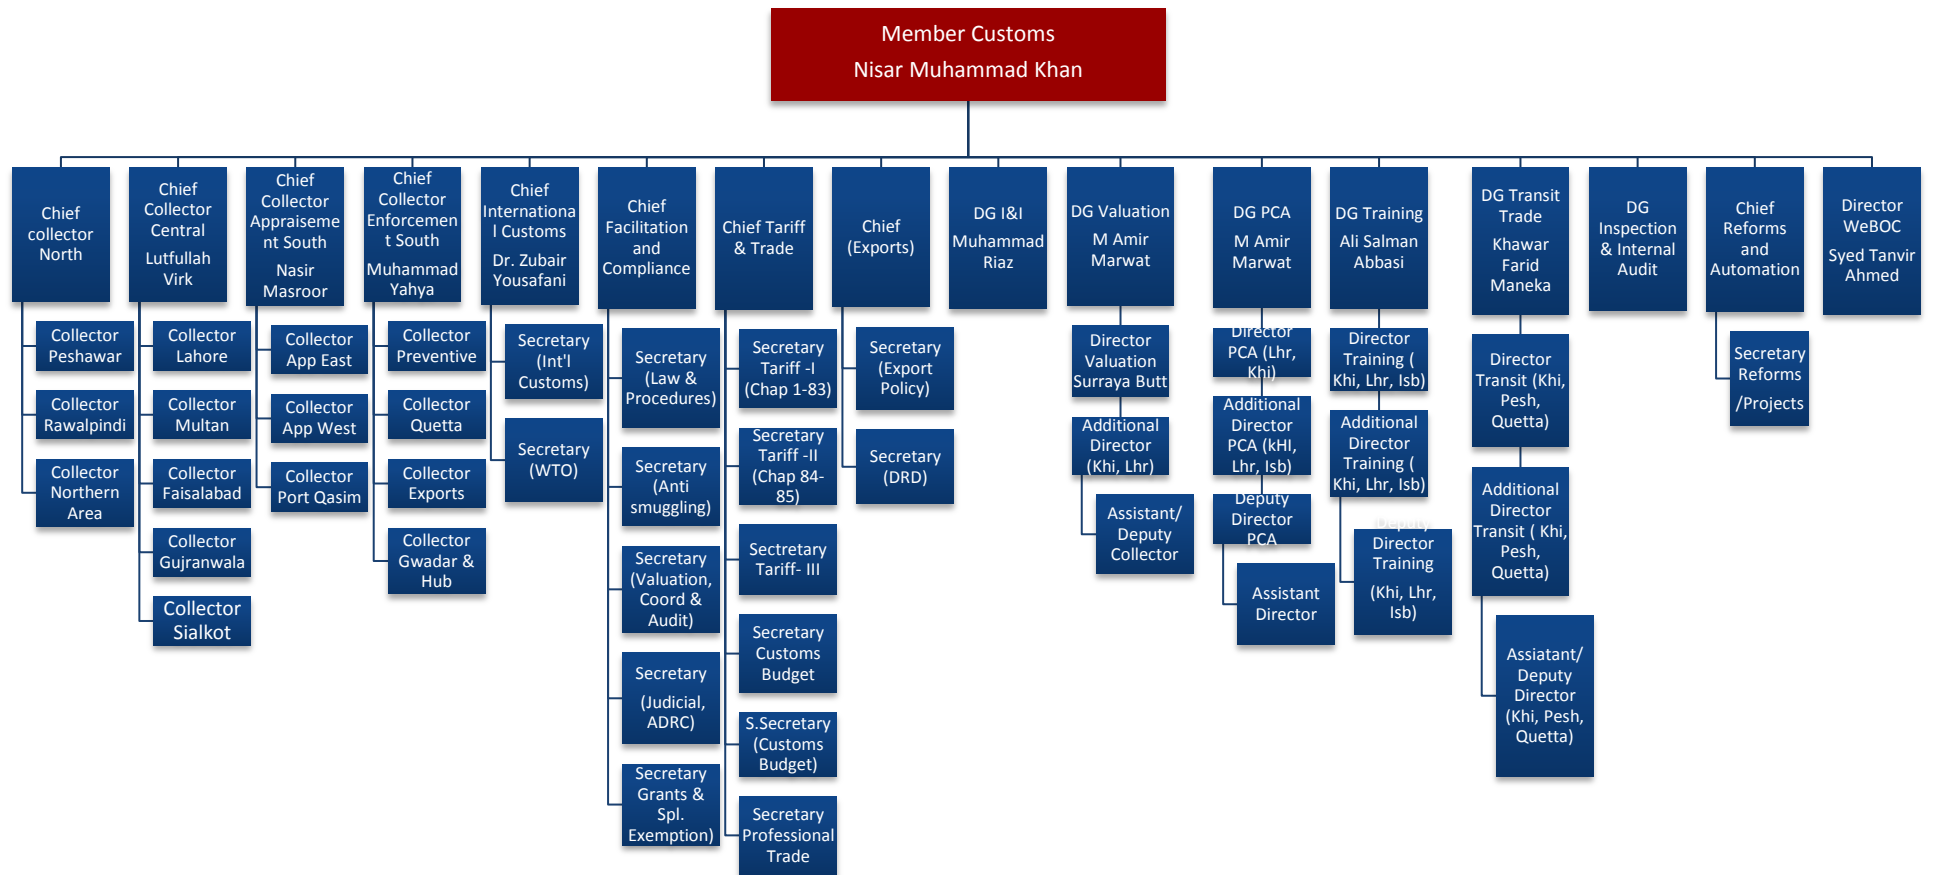 Member Customs
Nisar Muhammad Khan
Chief
collector
North
Collector
Peshawar
Collector
Rawalpindi
Collector
Northern
Area
Chief
Collector
Central
Lutfullah
Virk
Collector
Lahore
Collector
Multan
Collector
Faisalabad
Collector
Gujranwala
Collector
Sialkot
Chief
Collector
Appraiseme
nt South
Nasir
Masroor
Collector
App East
Collector
App West
Collector
Port Qasim
Chief
Collector
Enforcemen
t South
Muhammad
Yahya
Collector
Preventive
Collector
Quetta
Collector
Exports
Collector
Gwadar &
Hub
Chief
Internationa
l Customs
Dr. Zubair
Yousafani
Secretary
(Int'l
Customs)
Secretary
(WTO)
Chief
Facilitation
and
Compliance
Secretary
(Law &
Procedures)
Secretary
(Anti
smuggling)
Secretary
(Valuation,
Coord &
Audit)
Secretary
(Judicial,
ADRC)
Secretary
Grants &
Spl.
Exemption)
Chief Tariff
& Trade
Secretary
Tariff -I
(Chap 1-83)
Secretary
Tariff -II
(Chap 84-
85)
Sectretary
Tariff- III
Secretary
Customs
Budget
S.Secretary
(Customs
Budget)
Secretary
Professional
Trade
Chief
(Exports)
Secretary
(Export
Policy)
Secretary
(DRD)
DG I&I
Muhammad
Riaz
DG Valuation
M Amir
Marwat
Director
Valuation
Surraya Butt
Additional
Director
(Khi, Lhr)
Assistant/
Deputy
Collector
DG PCA
M Amir
Marwat
Director
PCA (Lhr,
Khi)
Additional
Director
PCA (kHI,
Lhr, Isb)
Deputy
Director
PCA
Assistant
Director
DG Training
Ali Salman
Abbasi
Director
Training (
Khi, Lhr, Isb)
Additional
Director
Training (
Khi, Lhr, Isb)
Deputy
Director
Training
(Khi, Lhr,
Isb)
DG Transit
Trade
Khawar
Farid
Maneka
Director
Transit (Khi,
Pesh,
Quetta)
Additional
Director
Transit ( Khi,
Pesh,
Quetta)
Assiatant/
Deputy
Director
(Khi, Pesh,
Quetta)
DG
Inspection
& Internal
Audit
Chief
Reforms
and
Automation
Secretary
Reforms
/Projects
Director
WeBOC
Syed Tanvir
Ahmed